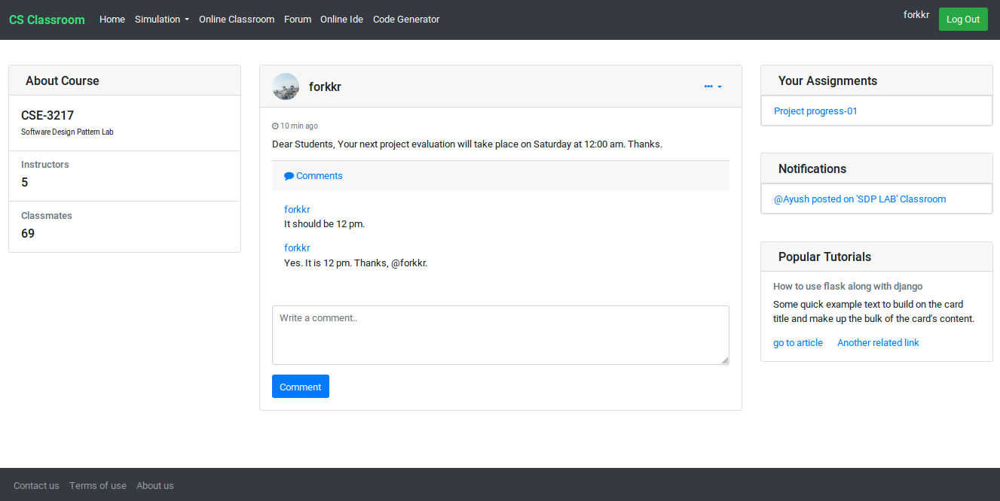 CS Classroom Home Simulation Online Classroom Forum Online Ide Code Generator forkkr Log Out
About Course
CSE-3217
Software Design Pattern Lab
Instructors
5
Classmates
69
forkkr
10 min ago
Dear Students, Your next project evaluation will take place on Saturday at 12:00 am. Thanks.
Comments
forkkr
It should be 12 pm.
forkkr
Yes. It is 12 pm. Thanks, @forkkr.
Write a comment..
Comment
Your Assignments
Project progress-01
Notifications
@Ayush posted on 'SDP LAB' Classroom
Popular Tutorials
How to use flask along with django
Some quick example text to build on the card
title and make up the bulk of the card's content.
go to article Another related link
Contact us Terms of use About us